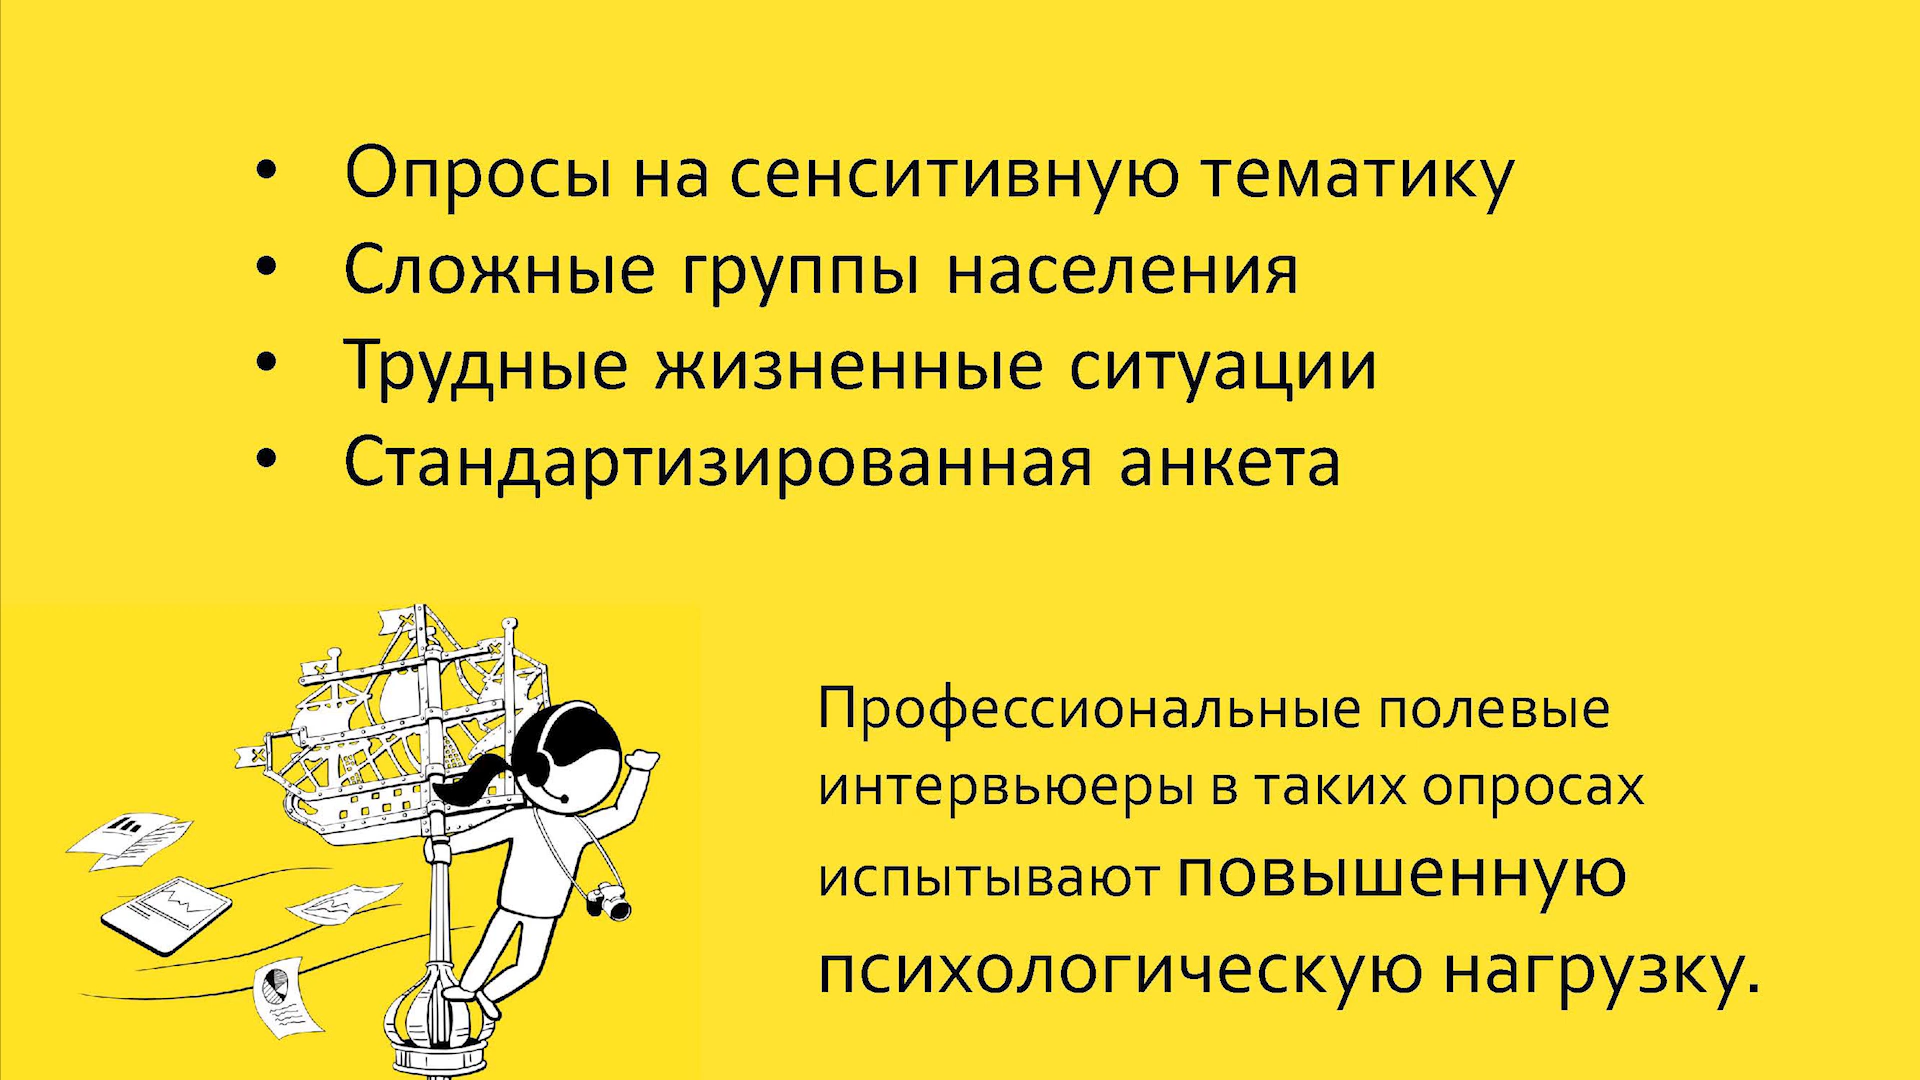 • Опросы на сенситивную тематику
• Сложные группы населения
• Трудные жизненные ситуации
• Стандартизированная анкета
Профессиональные полевые
интервьюеры в таких опросах
испытывают повышенную
психологическую нагрузку.